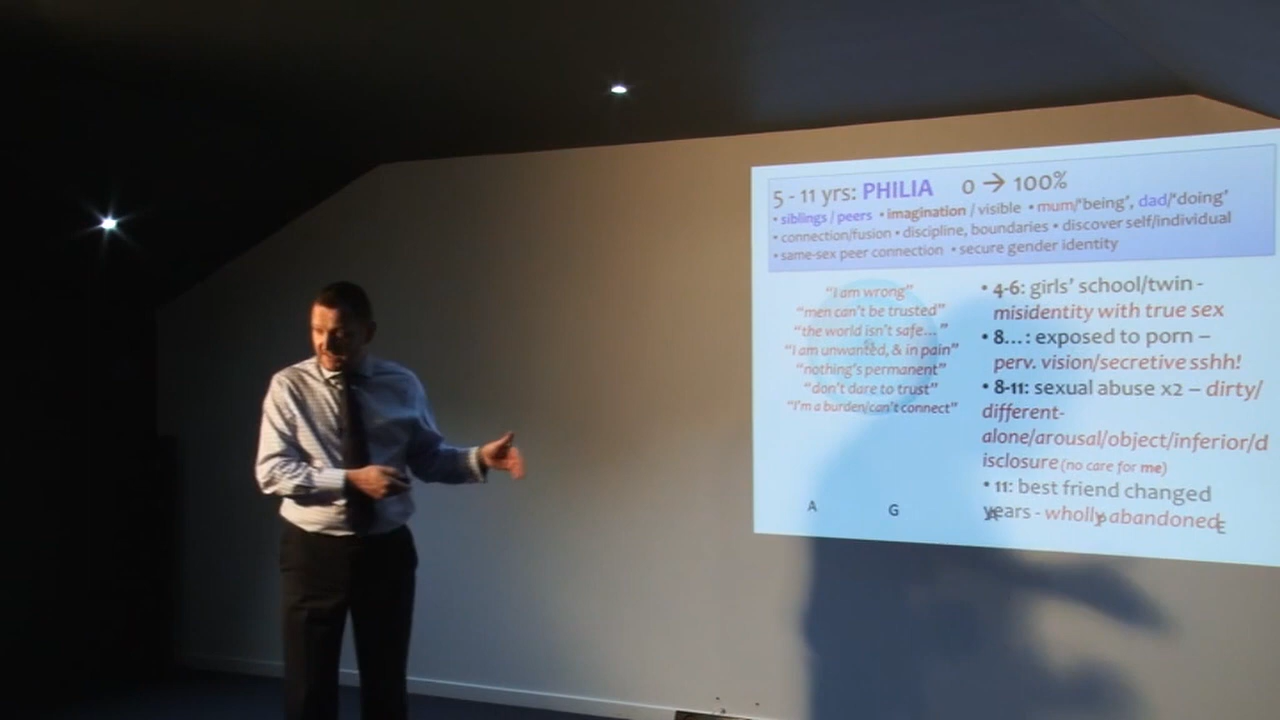 5 - 11 yrs: PHILIA 0 → 100%
• siblings / peers • imagination / visible • mum/'being', dad/'doing'
• connection/fusion • discipline, boundaries • discover self/individual
• same-sex peer connection • secure gender identity
"I am wrong"
"men can't be trusted"
"the world isn't safe..."
"I am unwanted, & in pain"
"nothing's permanent"
"don't dare to trust"
"I'm a burden/can't connect"
• 4-6: girls' school/twin -
misidentity with true sex
• 8...: exposed to porn –
perv. vision/secretive sshh!
• 8-11: sexual abuse x2 – dirty/
different-
alone/arousal/object/inferior/d
isclosure (no care for me)
• 11: best friend changed
years - wholly abandoned
A G E